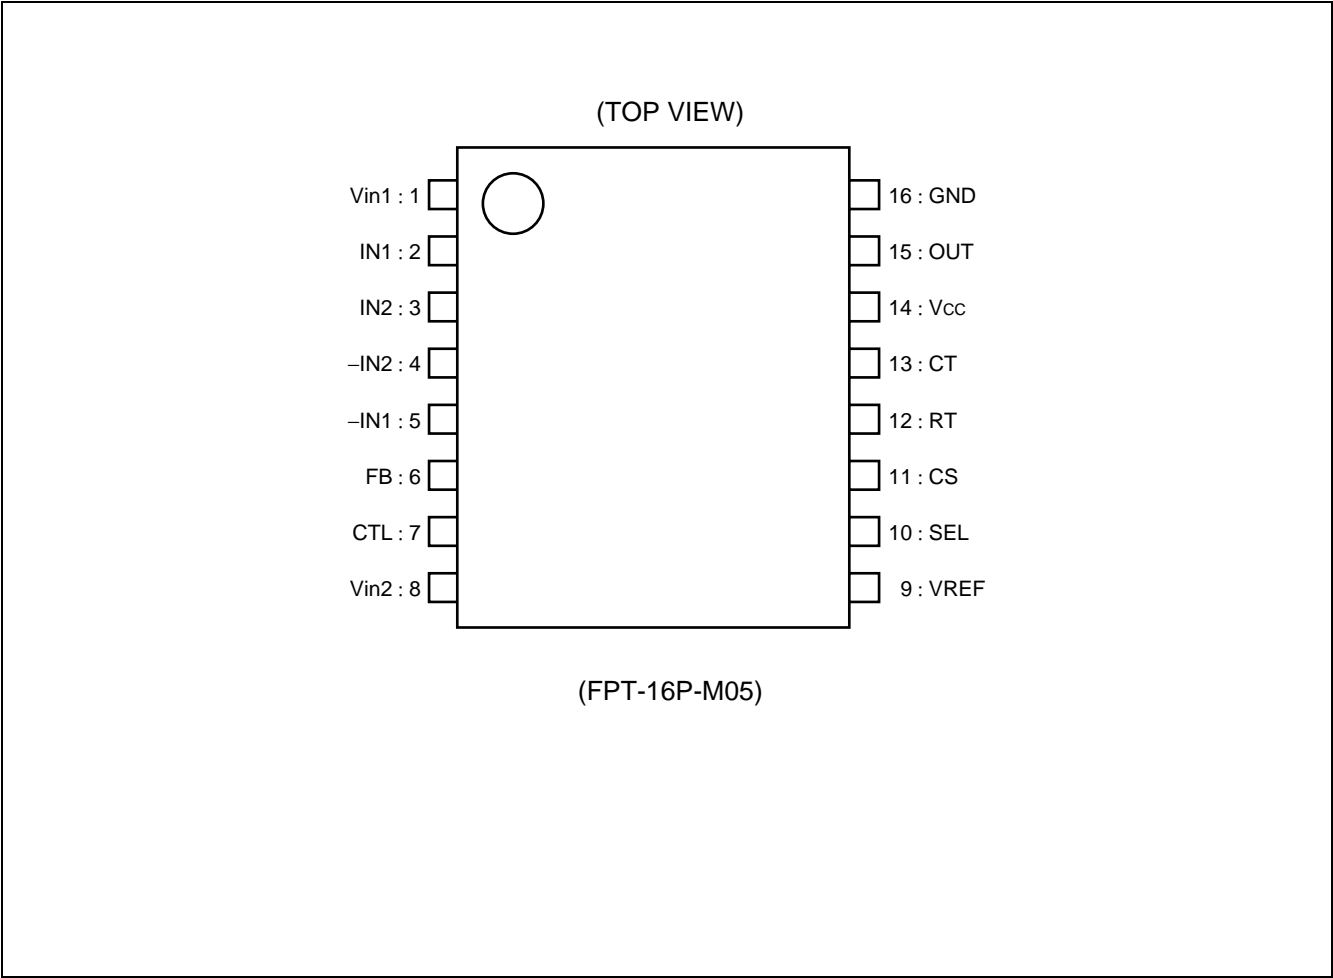 (TOP VIEW)
Vin1 : 1
IN1 : 2
IN2 : 3
−IN2 : 4
−IN1 : 5
FB : 6
CTL : 7
Vin2 : 8
16 : GND
15 : OUT
14 : VCC
13 : CT
12 : RT
11 : CS
10 : SEL
9 : VREF
(FPT-16P-M05)